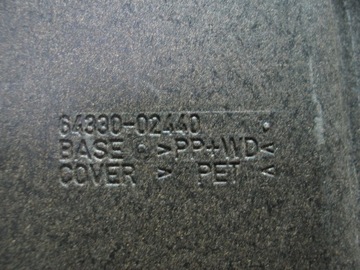 64330-02440
BASE >PP+WD<
COVER > PET <